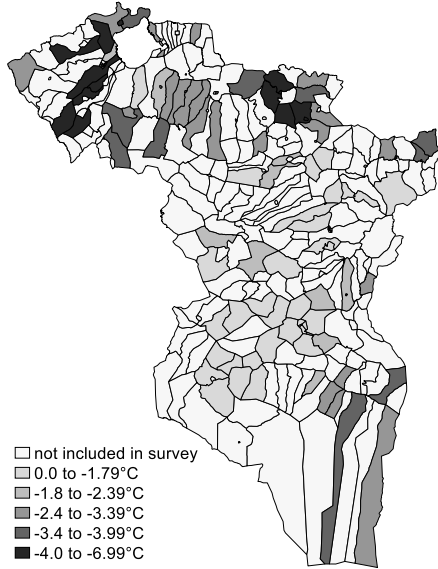 not included in survey
0.0 to -1.79°C
-1.8 to -2.39°C
-2.4 to -3.39°C
-3.4 to -3.99°C
-4.0 to -6.99°C